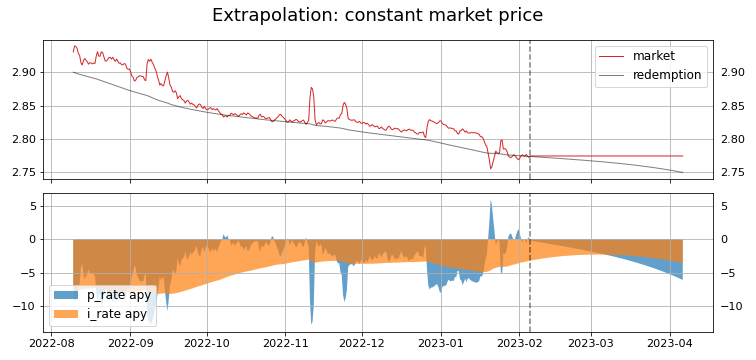 Extrapolation: constant market price
market
redemption
2.90
2.85
2.80
2.75
2.90
2.85
2.80
2.75
5
0
−5
−10
5
0
−5
−10
p_rate apy
i_rate apy
2022-08 2022-09 2022-10 2022-11 2022-12 2023-01 2023-02 2023-03 2023-04